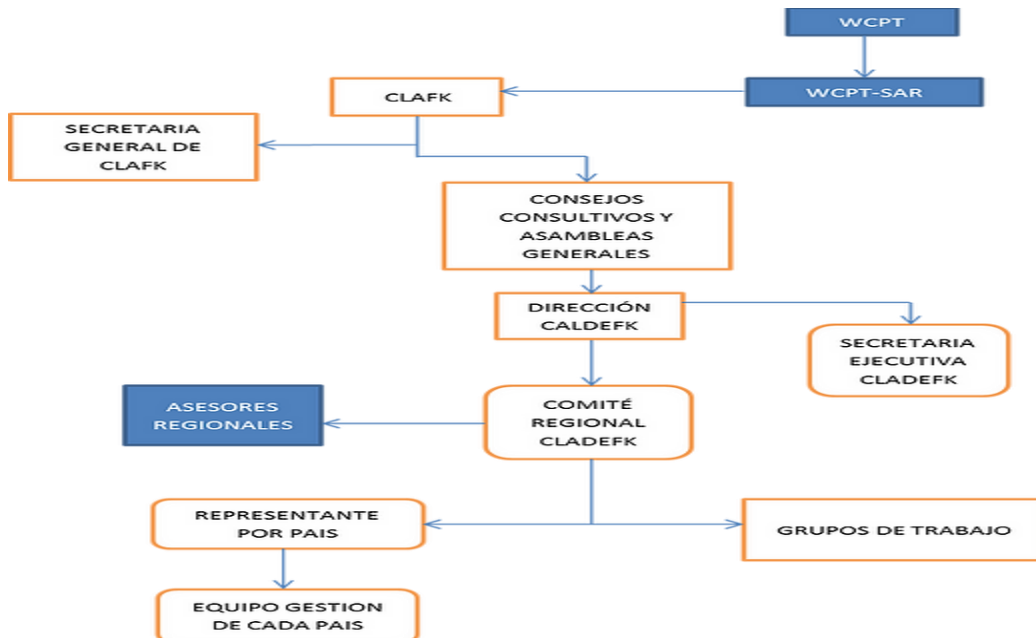 WCPT
WCPT-SAR
CLAFK
SECRETARIA
GENERAL DE
CLAFK
CONSEJOS
CONSULTIVOS Y
ASAMBLEAS
GENERALES
DIRECCIÓN
CALDEFK
SECRETARIA
EJECUTIVA
CLADEFK
ASESORES
REGIONALES
COMITÉ
REGIONAL
CLADEFK
REPRESENTANTE
POR PAIS
GRUPOS DE TRABAJO
EQUIPO GESTION
DE CADA PAIS